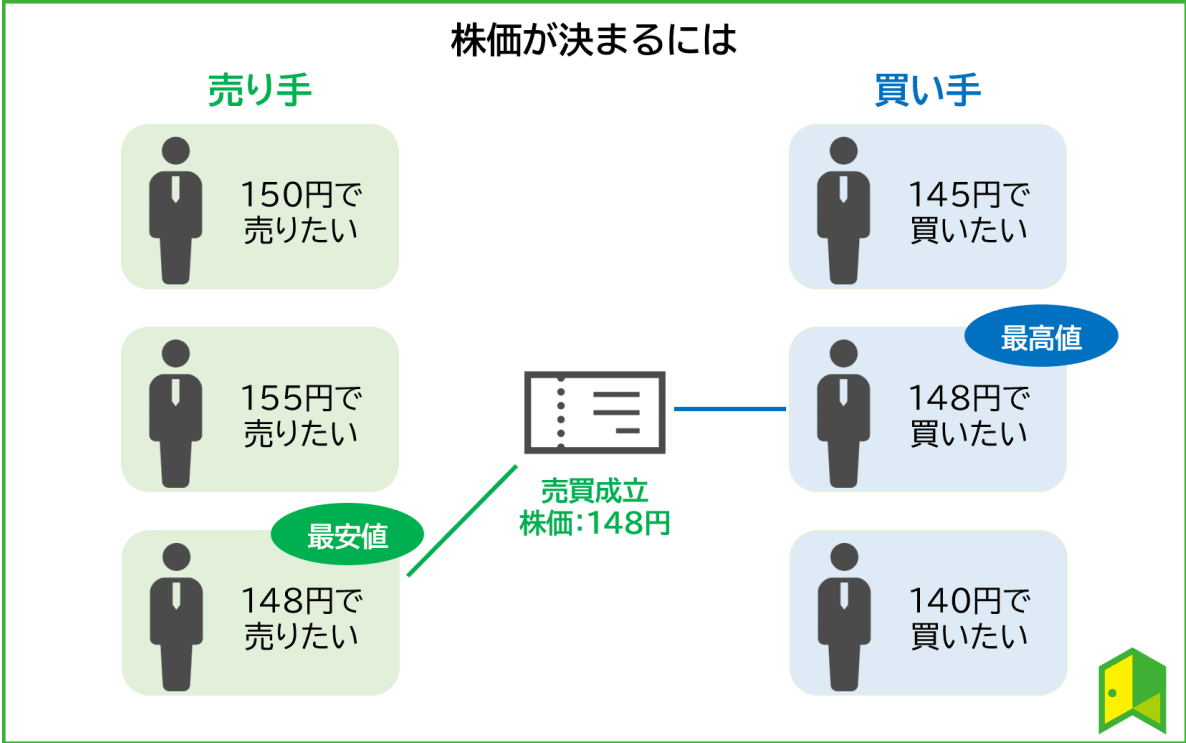 株価が決まるには
売り手
買い手
150円で
売りたい
155円で
売りたい
最安値
148円で
売りたい
売買成立
株価：148円
145円で
買いたい
最高値
148円で
買いたい
140円で
買いたい